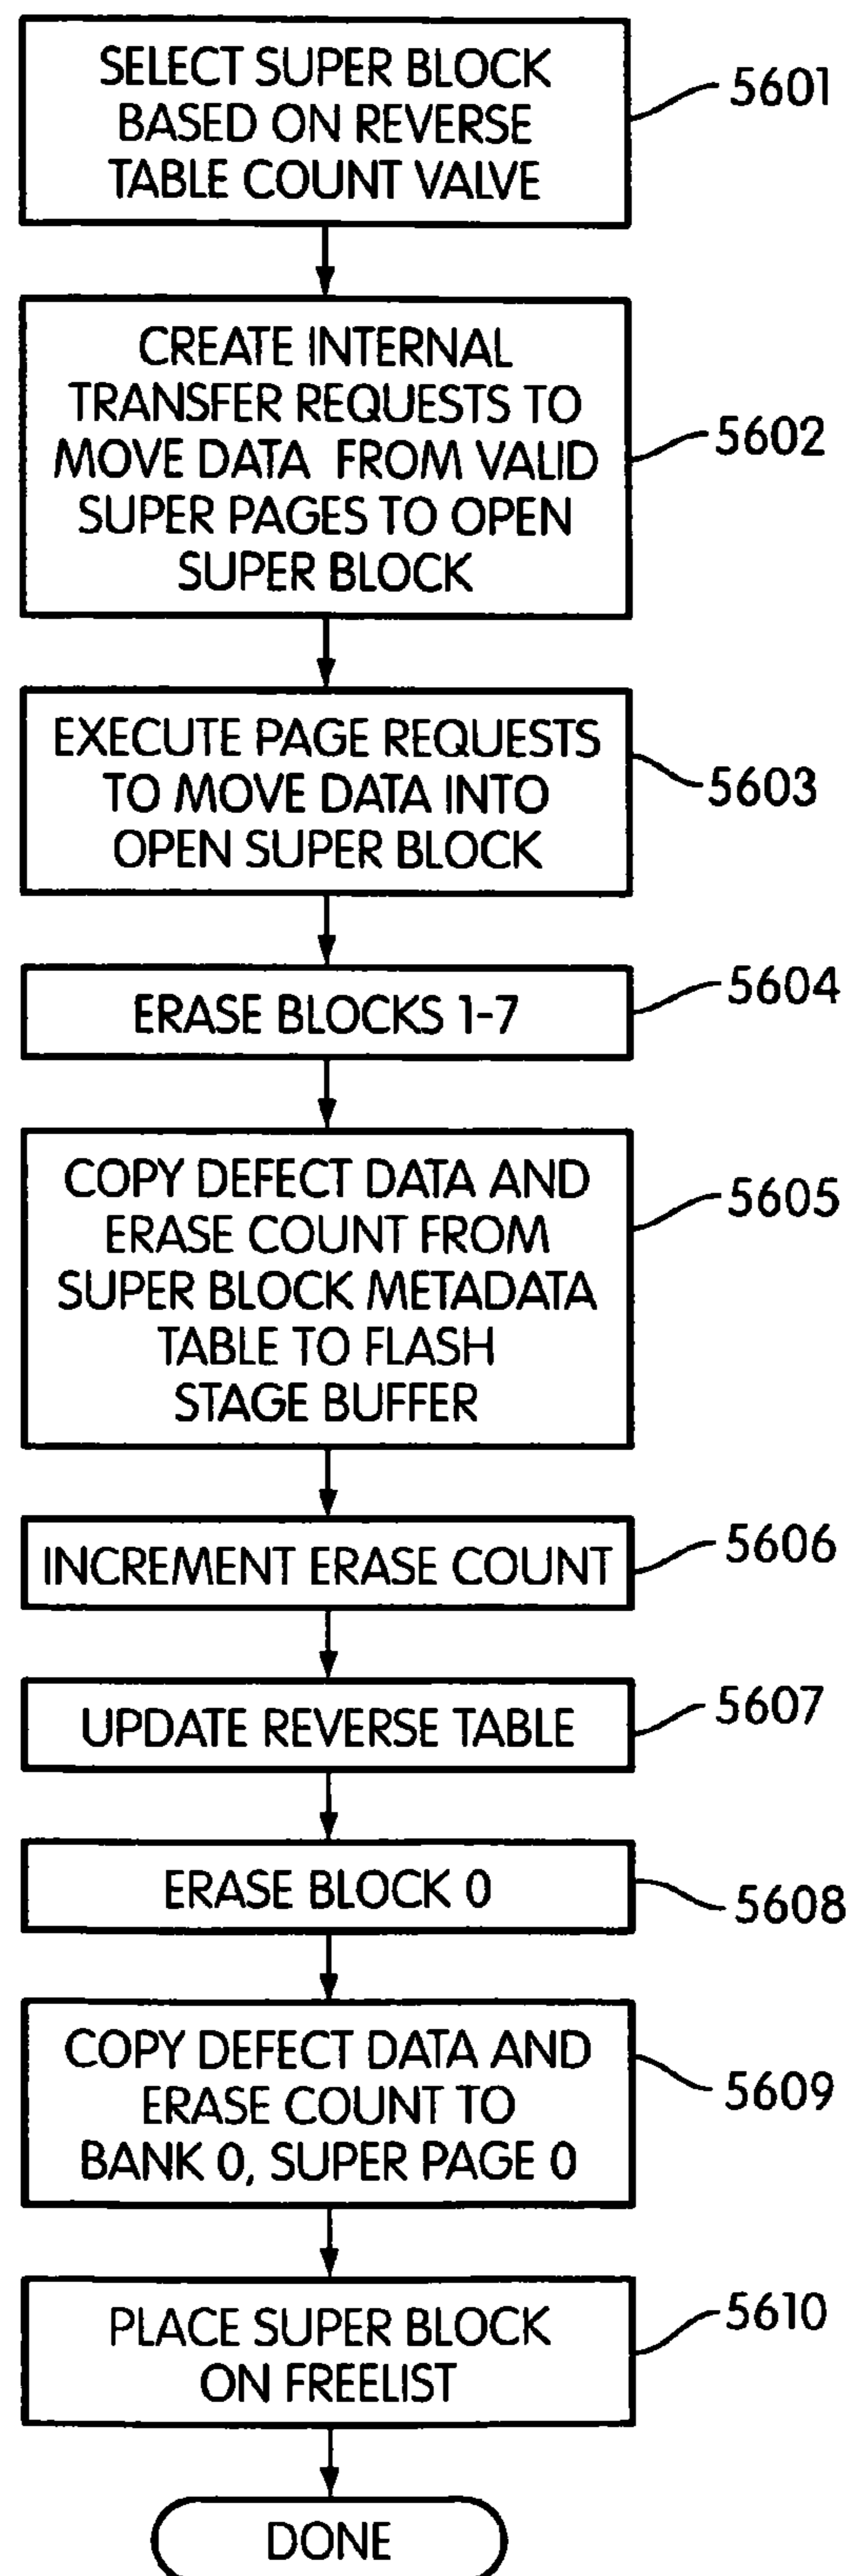 SELECT SUPER BLOCK
BASED ON REVERSE
TABLE COUNT VALVE
5601
CREATE INTERNAL
TRANSFER REQUESTS TO
MOVE DATA FROM VALID
SUPER PAGES TO OPEN
SUPER BLOCK
5602
EXECUTE PAGE REQUESTS
TO MOVE DATA INTO
OPEN SUPER BLOCK
5603
ERASE BLOCKS 1-7
5604
COPY DEFECT DATA AND
ERASE COUNT FROM
SUPER BLOCK METADATA
TABLE TO FLASH
STAGE BUFFER
5605
INCREMENT ERASE COUNT
5606
UPDATE REVERSE TABLE
5607
ERASE BLOCK 0
5608
COPY DEFECT DATA AND
ERASE COUNT TO
BANK 0, SUPER PAGE 0
5609
PLACE SUPER BLOCK
ON FREELIST
5610
DONE